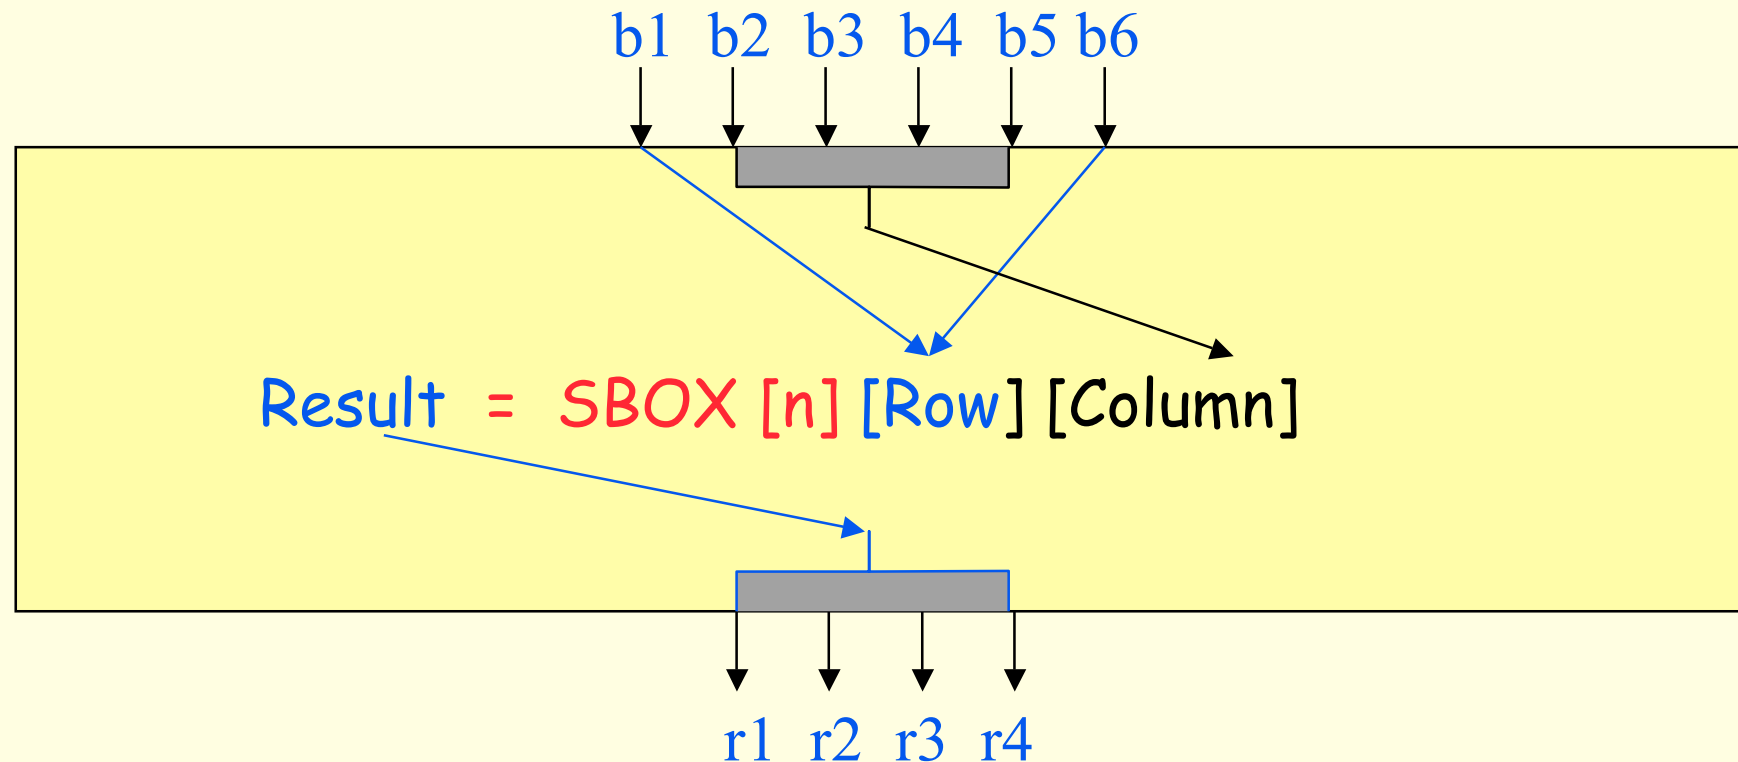 b1 b2 b3 b4 b5 b6
Result = SBOX [n] [Row] [Column]
r1 r2 r3 r4